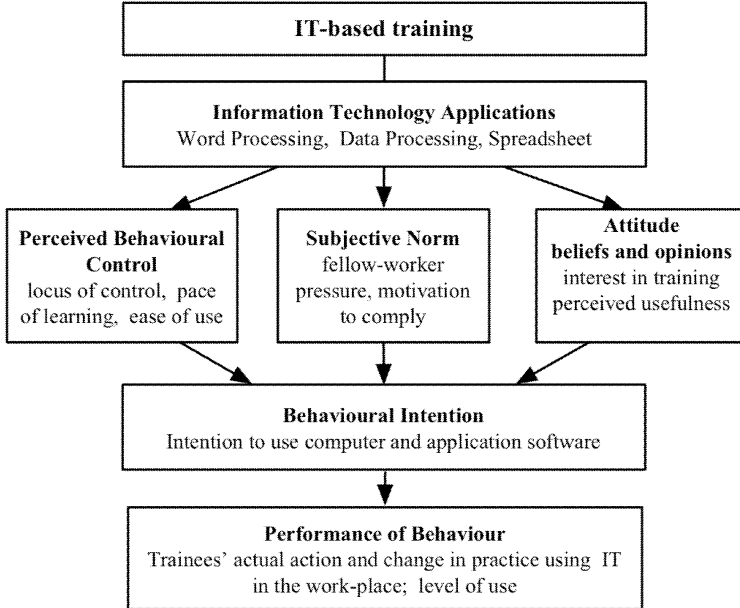 IT-based training
Information Technology Applications
Word Processing, Data Processing, Spreadsheet
Perceived Behavioural
Control
locus of control, pace
of learning, ease of use
Subjective Norm
fellow-worker
pressure, motivation
to comply
Attitude
beliefs and opinions
interest in training
perceived usefulness
Behavioural Intention
Intention to use computer and application software
Performance of Behaviour
Trainees' actual action and change in practice using IT
in the work-place; level of use